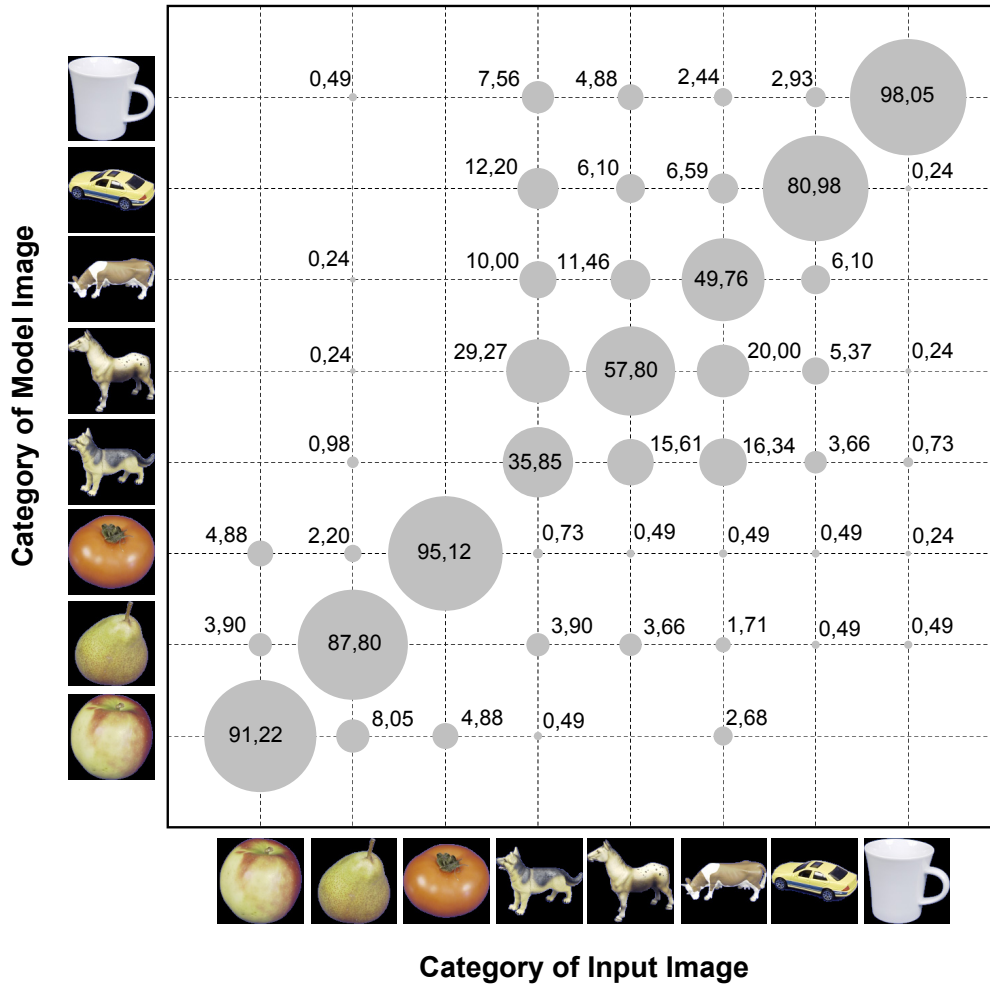 0,49 7,56 4,88 2,44 2,93 98,05
12,20 6,10 6,59 80,98 0,24
0,24 10,00 11,46 49,76 6,10
0,24 29,27 57,80 20,00 5,37 0,24
0,98 35,85 15,61 16,34 3,66 0,73
4,88 2,20 95,12 0,73 0,49 0,49 0,49 0,24
3,90 87,80 3,90 3,66 1,71 0,49 0,49
91,22 8,05 4,88 0,49 2,68
Category of Model Image
Category of Input Image